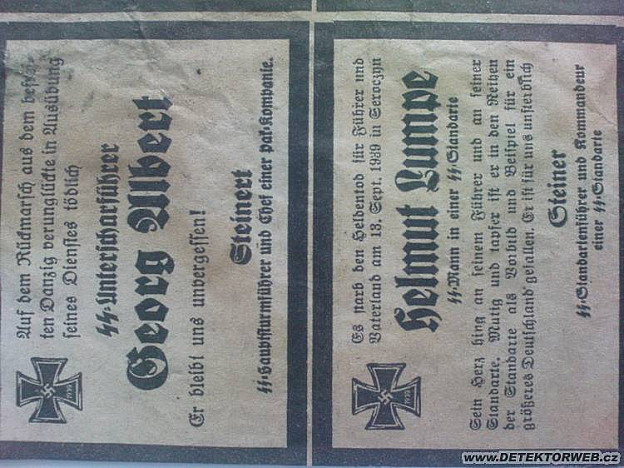 Auf dem Rückmarsch aus dem befrei-
ten Danzig verunglückte in Ausübung
seines Dienstes tödlich
SS-Unterscharführer
Georg Albert
Er bleibt uns unvergessen!
Steinert
SS-Hauptsturmführer und Chef einer Pak-Kompanie.
Es starb den Heldentod für Führer und
Vaterland am 13. Sept. 1939 in Seroczyn
Helmut Lumpe
SS-Mann in einer SS-Standarte
Sein Herz hing an seinem Führer und an seiner
Standarte. Mutig und tapfer ist er in den Reihen
der Standarte als Vorbild und Beispiel für ein
größeres Deutschland gefallen. Er ist für uns unsterblich
Steiner
SS-Standartenführer und Kommandeur
einer SS-Standarte
1939
1939
www.DETEKTORWEB.cz